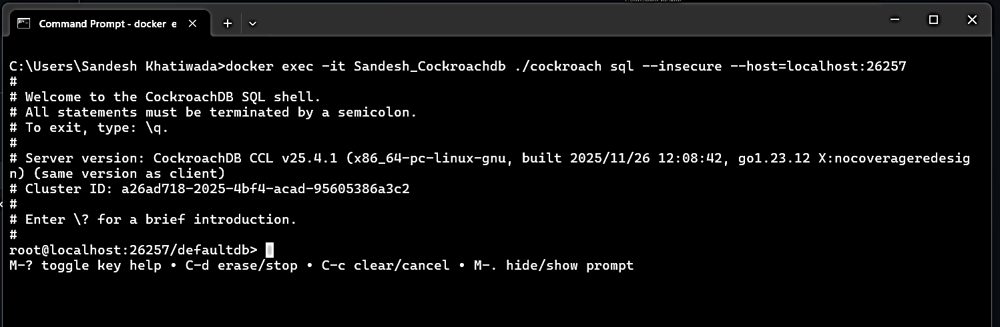 Command Prompt - docker e
C:\Users\Sandesh Khatiwada>docker exec -it Sandesh_Cockroachdb ./cockroach sql --insecure --host=localhost:26257
#
# Welcome to the CockroachDB SQL shell.
# All statements must be terminated by a semicolon.
# To exit, type: \q.
#
# Server version: CockroachDB CCL v25.4.1 (x86_64-pc-linux-gnu, built 2025/11/26 12:08:42, go1.23.12 X:nocoverageredesig
n) (same version as client)
# Cluster ID: a26ad718-2025-4bf4-acad-95605386a3c2
#
# Enter \? for a brief introduction.
#
root@localhost:26257/defaultdb>
M-? toggle key help • C-d erase/stop • C-c clear/cancel • M-. hide/show prompt